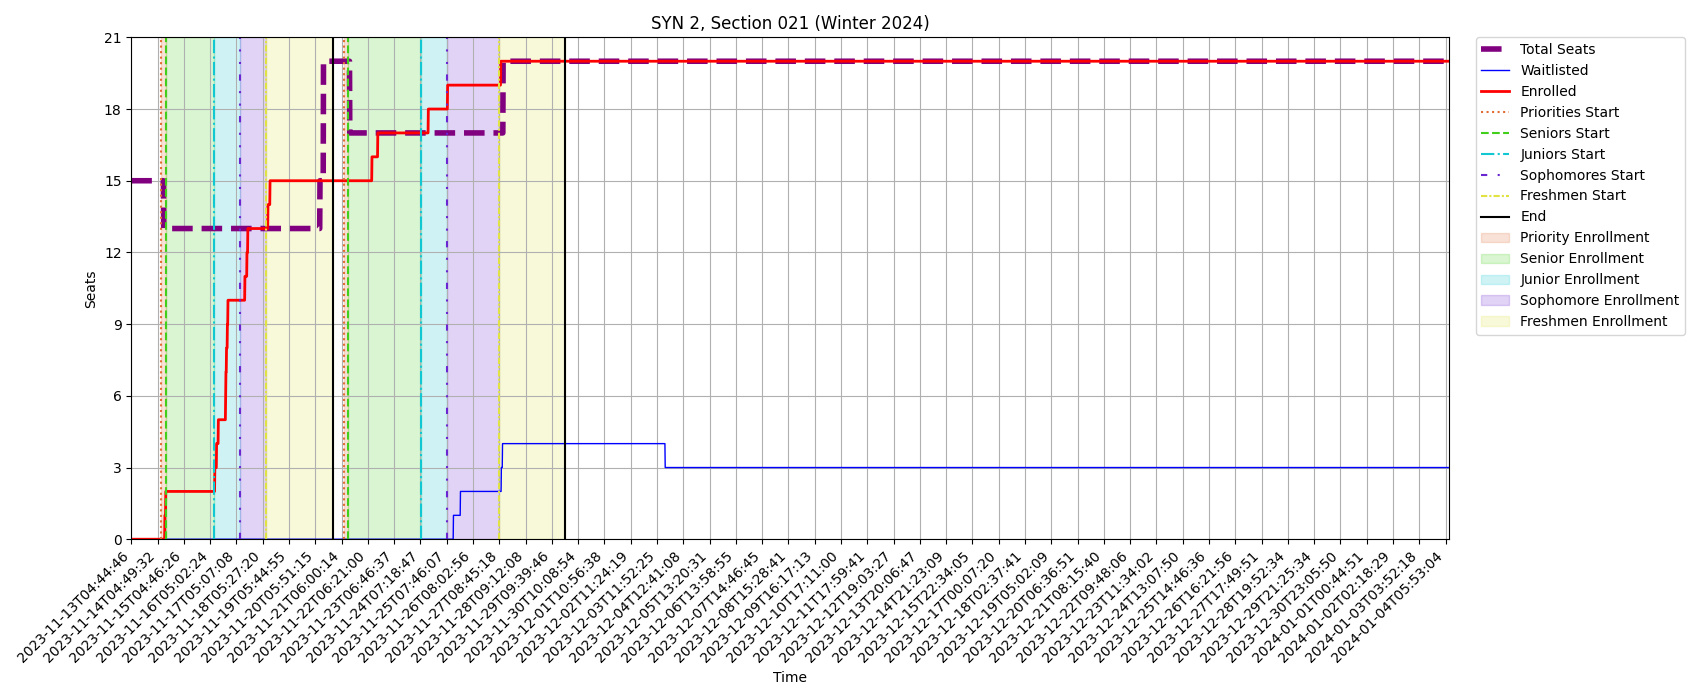 SYN 2, Section 021 (Winter 2024)
21
18
15
12
9
6
3
0
Seats
2023-11-13T04:44:46
2023-11-14T04:49:32
2023-11-15T04:46:26
2023-11-16T05:02:24
2023-11-17T05:07:08
2023-11-18T05:27:20
2023-11-19T05:44:55
2023-11-20T05:51:15
2023-11-21T06:00:14
2023-11-22T06:21:00
2023-11-23T06:46:37
2023-11-24T07:18:47
2023-11-25T07:46:07
2023-11-26T08:02:56
2023-11-27T08:45:18
2023-11-28T09:12:08
2023-11-29T09:39:46
2023-11-30T10:08:54
2023-12-01T10:56:38
2023-12-02T11:24:19
2023-12-03T11:52:25
2023-12-04T12:41:08
2023-12-05T13:20:31
2023-12-06T13:58:55
2023-12-07T14:46:45
2023-12-08T15:28:41
2023-12-09T16:17:13
2023-12-10T17:11:00
2023-12-11T17:59:41
2023-12-12T19:03:27
2023-12-13T20:06:47
2023-12-14T21:23:09
2023-12-15T22:34:05
2023-12-17T00:07:20
2023-12-18T02:37:41
2023-12-19T05:02:09
2023-12-20T06:36:51
2023-12-21T08:15:40
2023-12-22T09:48:06
2023-12-23T11:34:02
2023-12-24T13:07:50
2023-12-25T14:46:36
2023-12-26T16:21:56
2023-12-27T17:49:51
2023-12-28T19:52:34
2023-12-29T21:25:34
2023-12-30T23:05:50
2024-01-01T00:44:51
2024-01-02T02:18:29
2024-01-03T03:52:18
2024-01-04T05:53:04
Time
Total Seats
Waitlisted
Enrolled
Priorities Start
Seniors Start
Juniors Start
Sophomores Start
Freshmen Start
End
Priority Enrollment
Senior Enrollment
Junior Enrollment
Sophomore Enrollment
Freshmen Enrollment